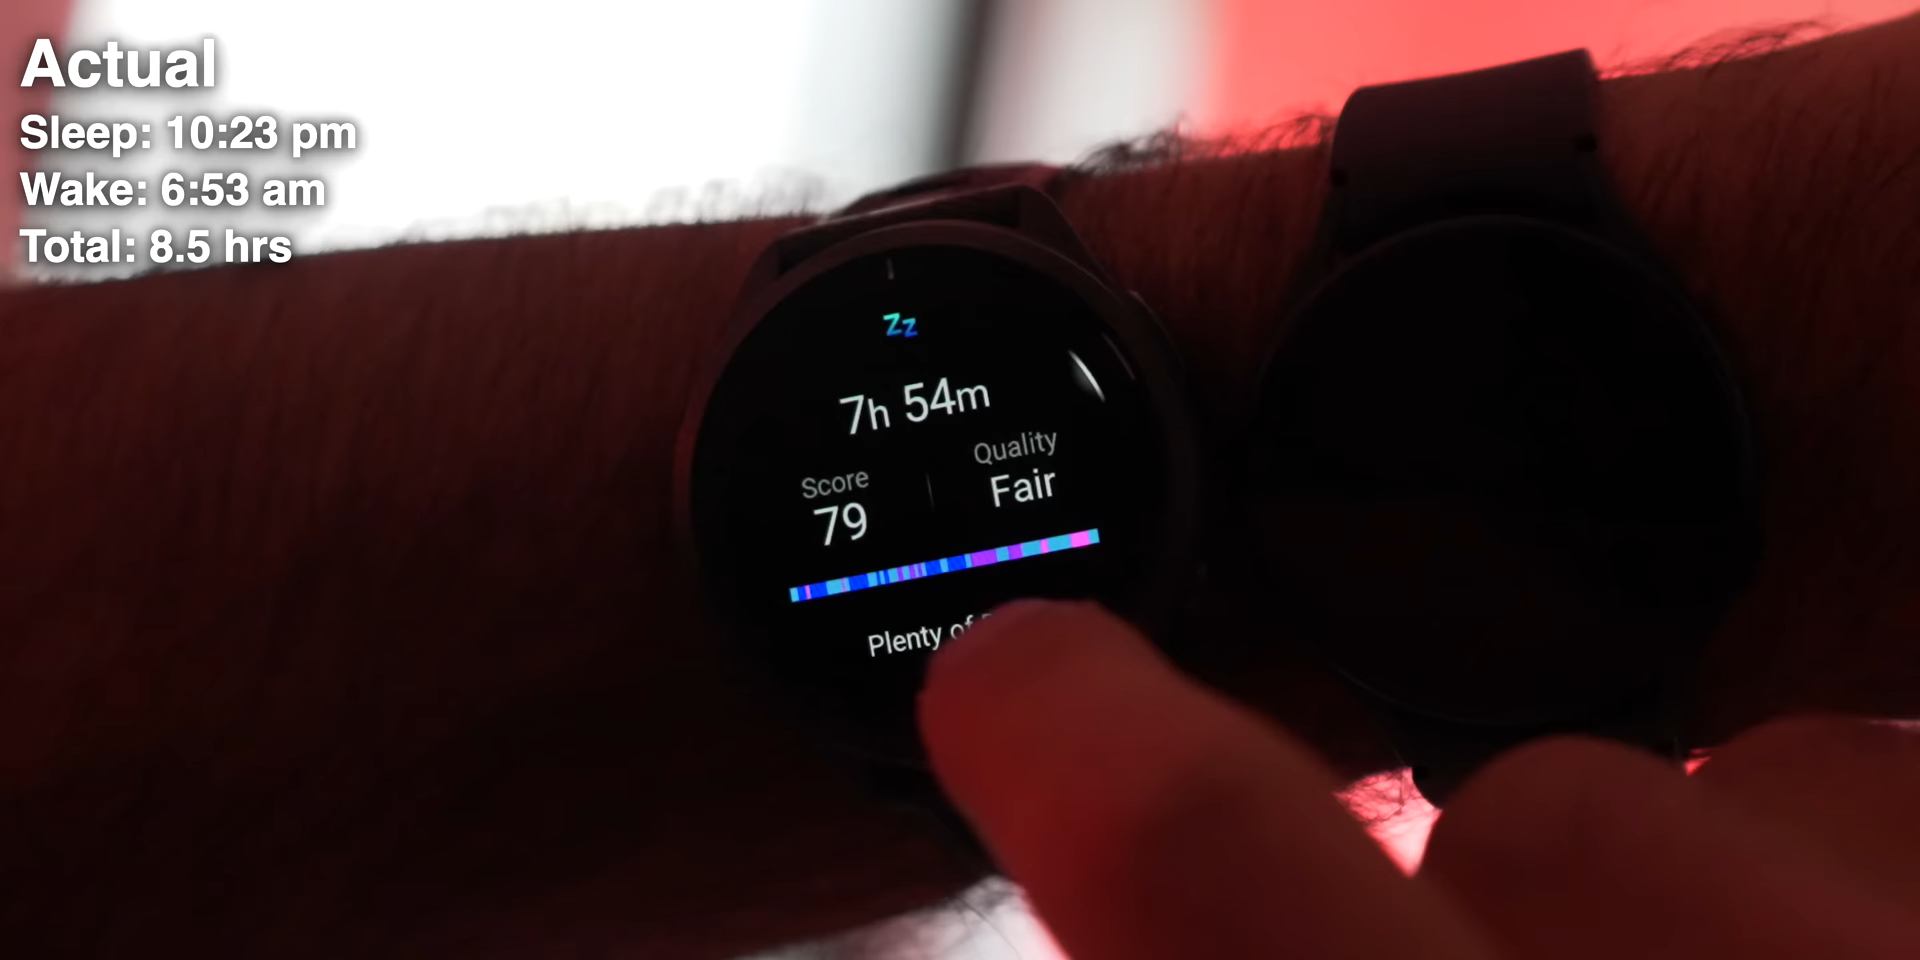 Actual
Sleep: 10:23 pm
Wake: 6:53 am
Total: 8.5 hrs
zz
7h 54m
Score
79
Quality
Fair
Plenty of